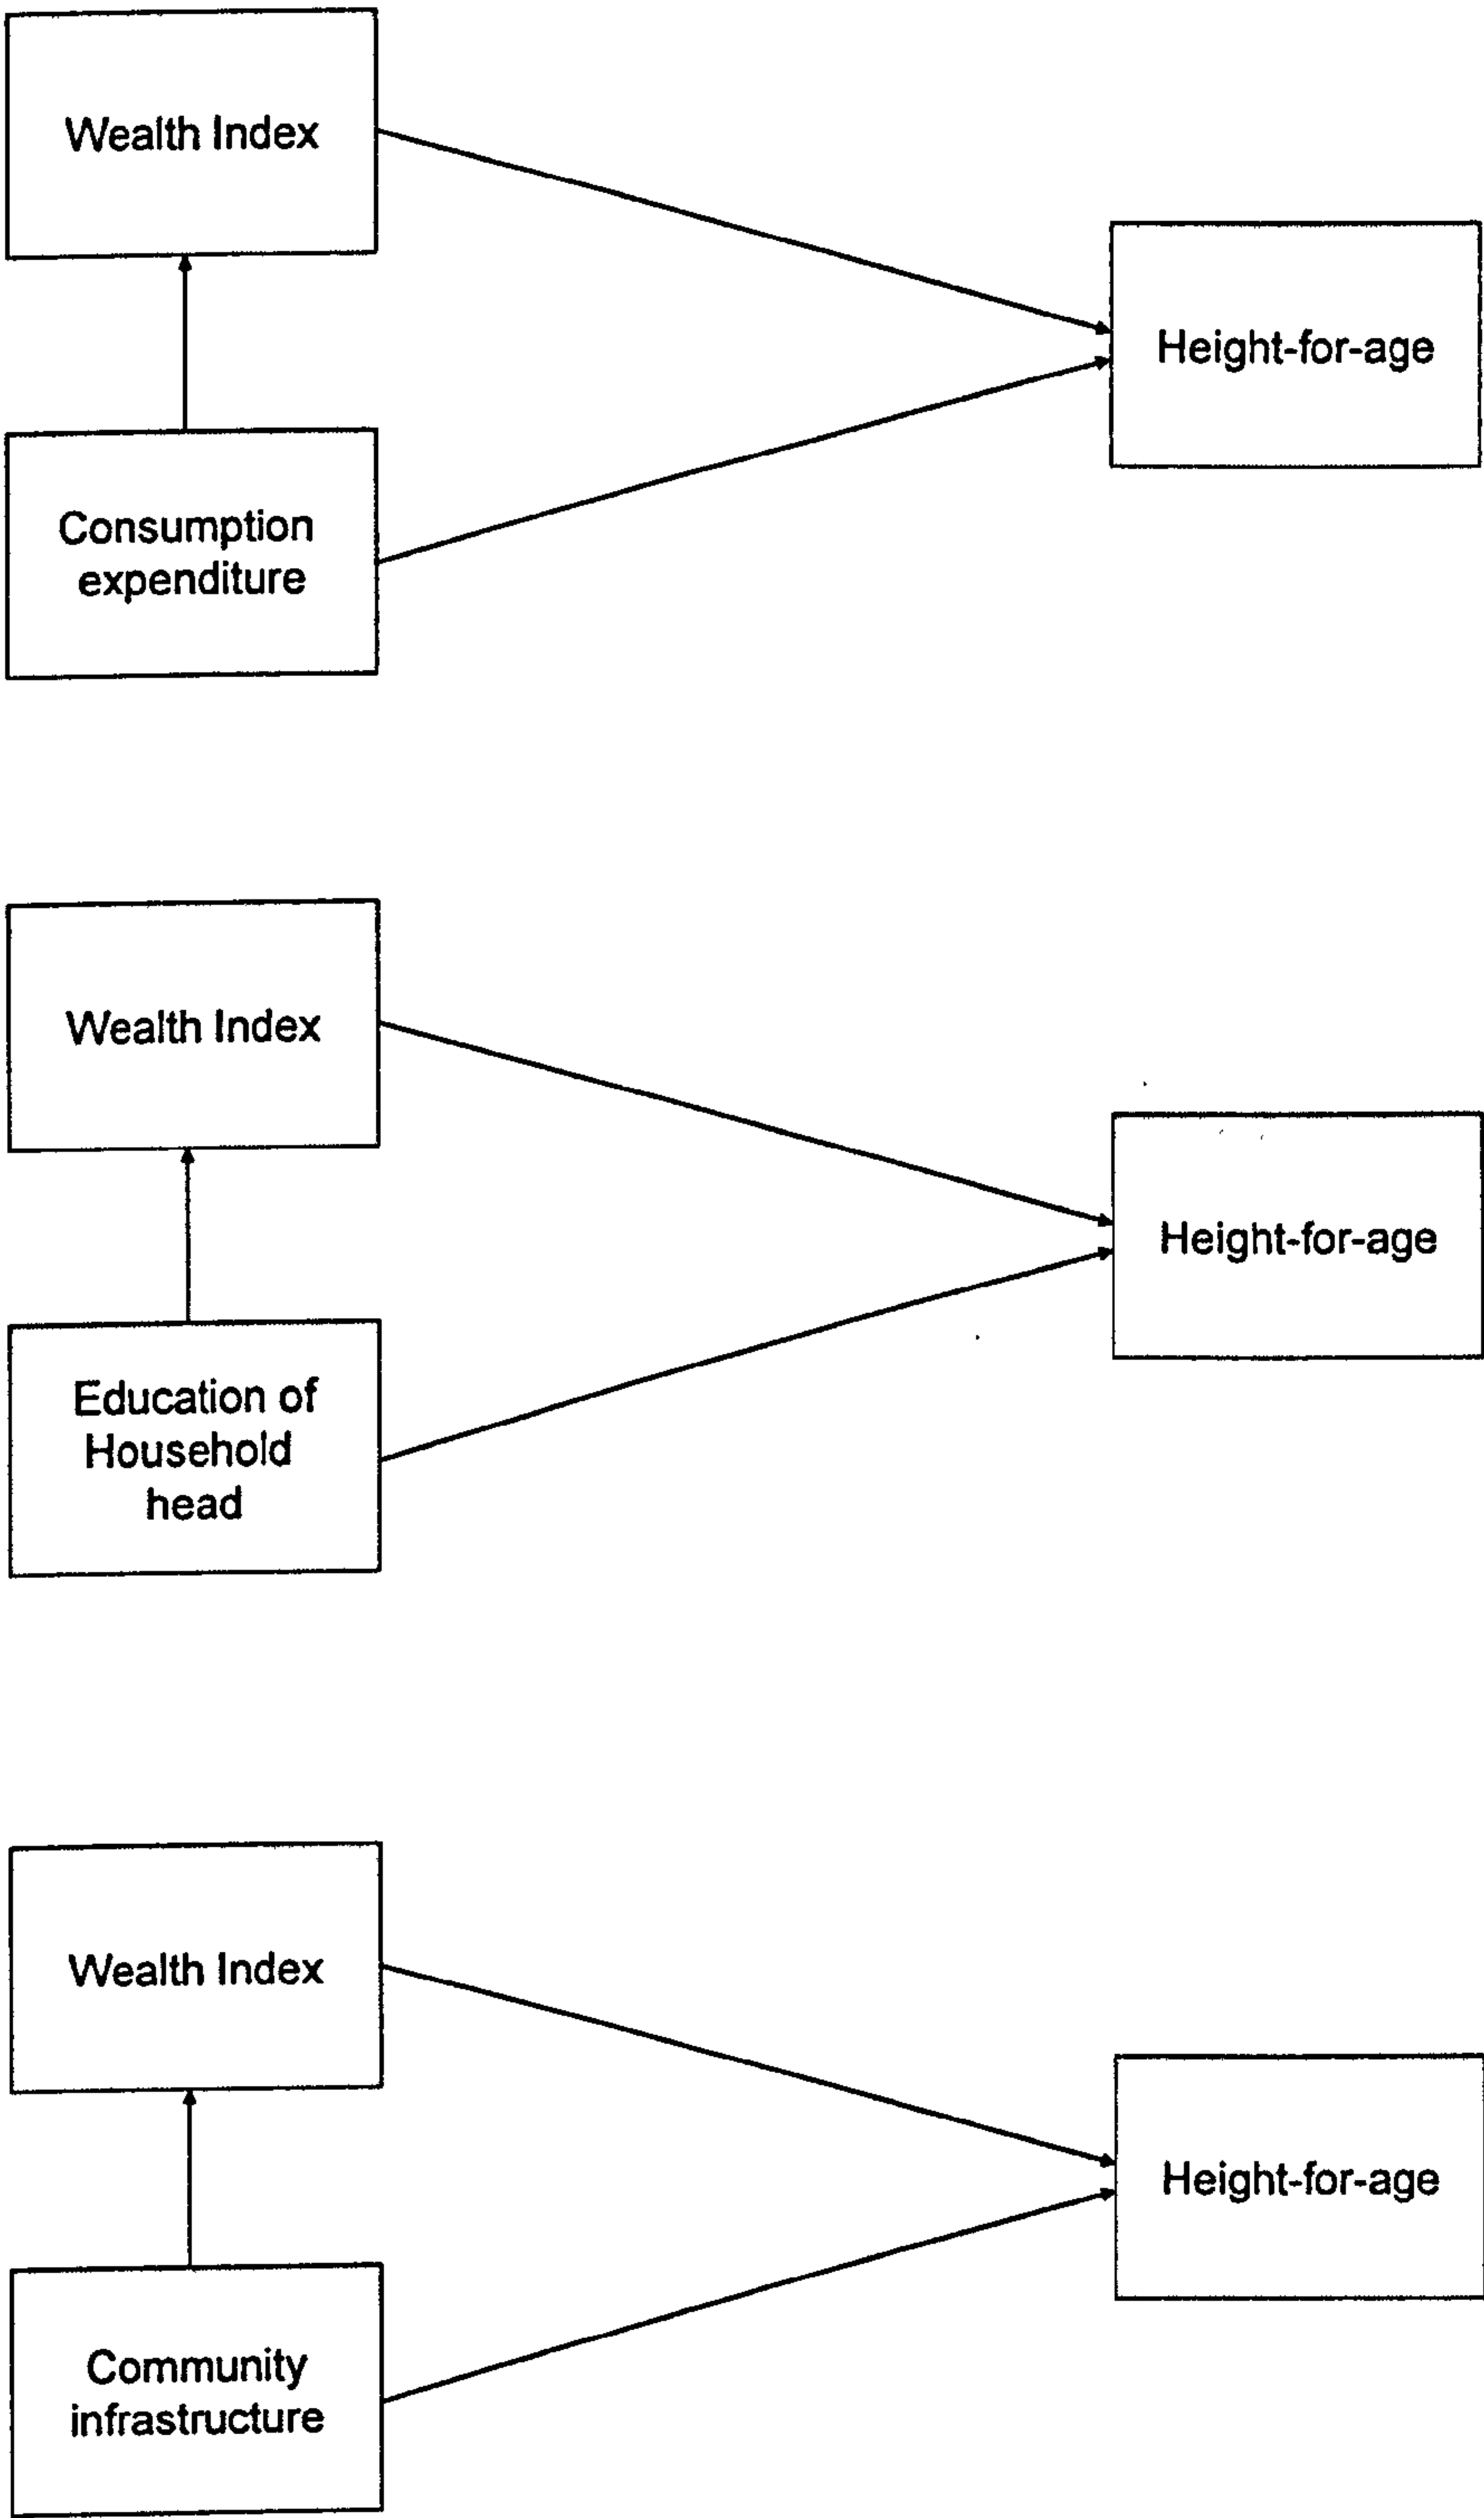 Wealth Index
Height-for-age
Consumption
expenditure
Wealth Index
Height-for-age
Education of
Household
head
Wealth Index
Height-for-age
Community
infrastructure